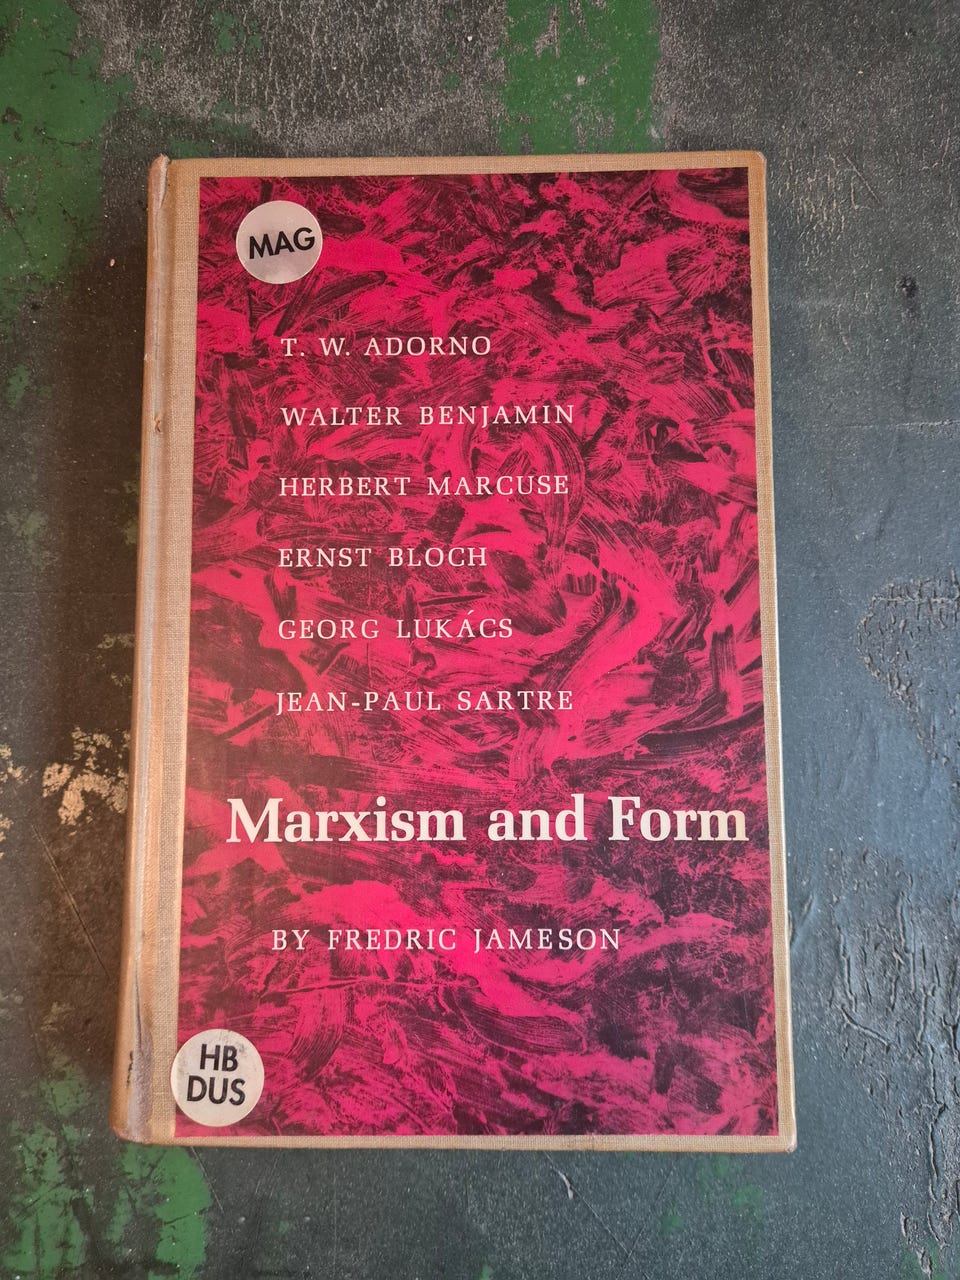 MAG
T. W. ADORNO
WALTER BENJAMIN
HERBERT MARCUSE
ERNST BLOCH
GEORG LUKÁCS
JEAN-PAUL SARTRE
Marxism and Form
BY FREDRIC JAMESON
HB
DUS